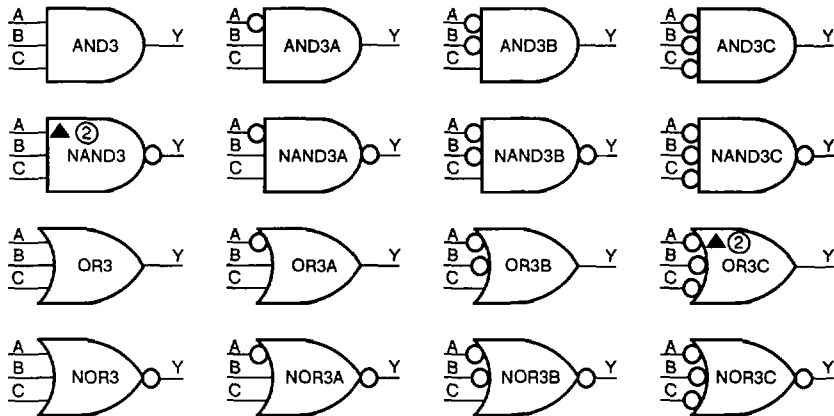 A B C AND3 Y
A B C AND3A Y
A B C AND3B Y
A B C AND3C Y
A B C ▲ ② NAND3 Y
A B C NAND3A Y
A B C NAND3B Y
A B C NAND3C Y
A B C OR3 Y
A B C OR3A Y
A B C OR3B Y
A B C ▲ ② OR3C Y
A B C NOR3 Y
A B C NOR3A Y
A B C NOR3B Y
A B C NOR3C Y